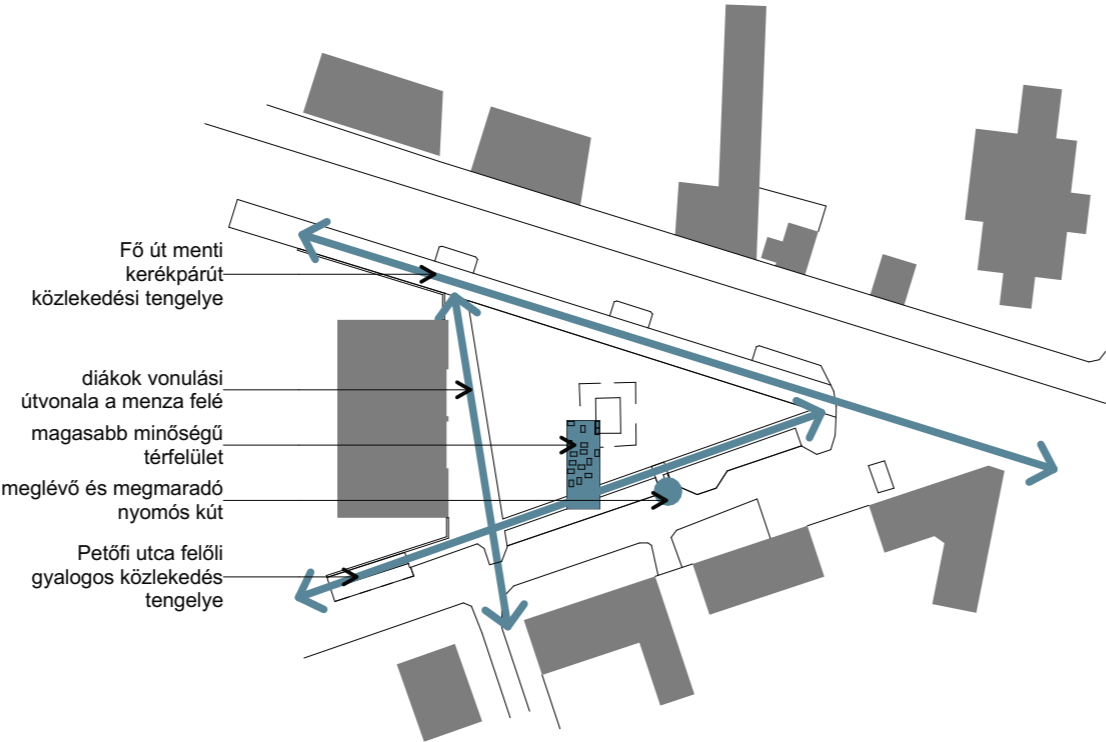 Fő út menti
kerékpárút
közlekedési tengelye
diákok vonulási
útvonala a menza felé
magasabb minőségű
térfelület
meglévő és megmaradó
nyomós kút
Petőfi utca felőli
gyalogos közlekedés
tengelye